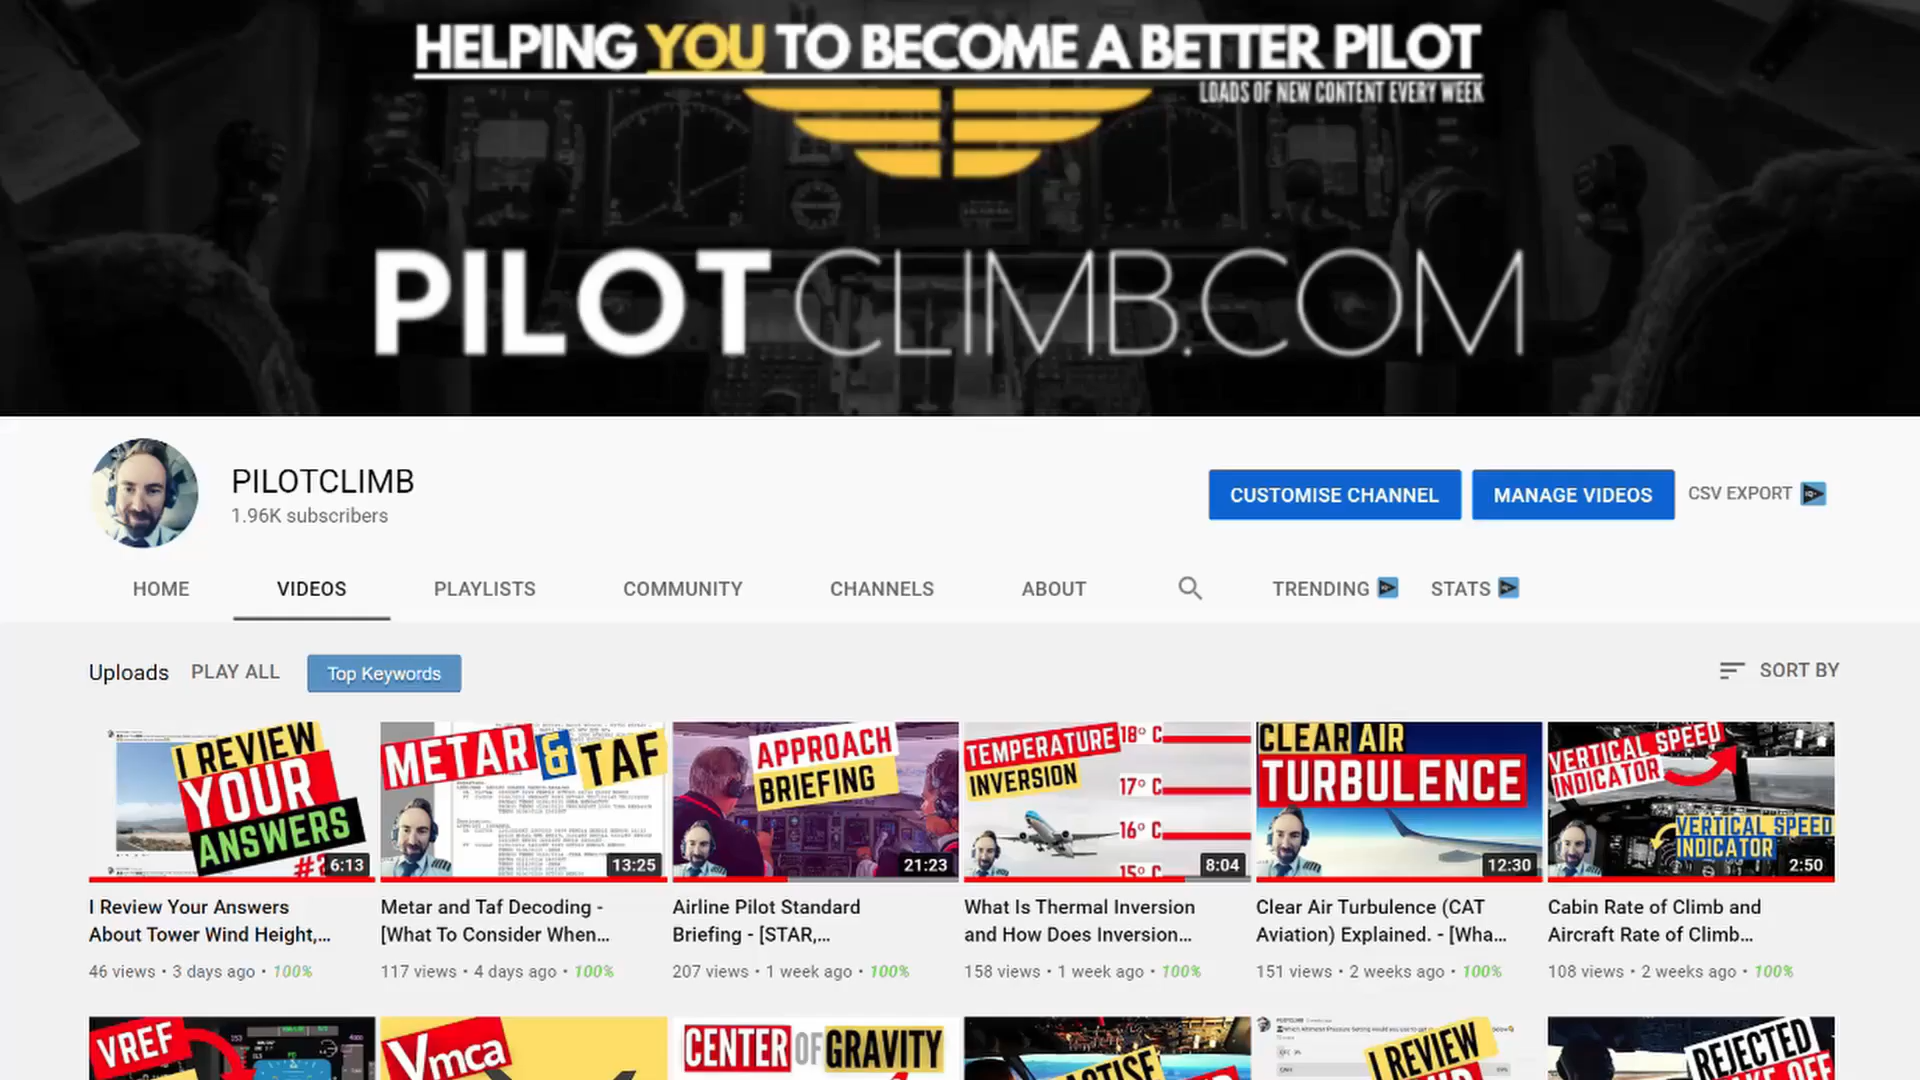 HELPING YOU TO BECOME A BETTER PILOT
LOADS OF NEW CONTENT EVERY WEEK
PILOTCLIMB.COM
PILOTCLIMB
1.96K subscribers
CUSTOMISE CHANNEL
MANAGE VIDEOS
CSV EXPORT
HOME
VIDEOS
PLAYLISTS
COMMUNITY
CHANNELS
ABOUT
TRENDING
STATS
Uploads
PLAY ALL
Top Keywords
SORT BY
I REVIEW
YOUR
ANSWERS
6:13
METAR & TAF
13:25
APPROACH
BRIEFING
21:23
TEMPERATURE
INVERSION
18º C
17º C
16º C
15º C
8:04
CLEAR AIR
TURBULENCE
12:30
VERTICAL SPEED
INDICATOR
VERTICAL SPEED
INDICATOR
2:50
I Review Your Answers
About Tower Wind Height,...
46 views • 3 days ago • 100%
Metar and Taf Decoding -
[What To Consider When...
117 views • 4 days ago • 100%
Airline Pilot Standard
Briefing - [STAR,...
207 views • 1 week ago • 100%
What Is Thermal Inversion
and How Does Inversion...
158 views • 1 week ago • 100%
Clear Air Turbulence (CAT
Aviation) Explained. - [Wha...
151 views • 2 weeks ago • 100%
Cabin Rate of Climb and
Aircraft Rate of Climb...
108 views • 2 weeks ago • 100%
VREF
Vmca
CENTER OF GRAVITY
I REVIEW
REJECTED